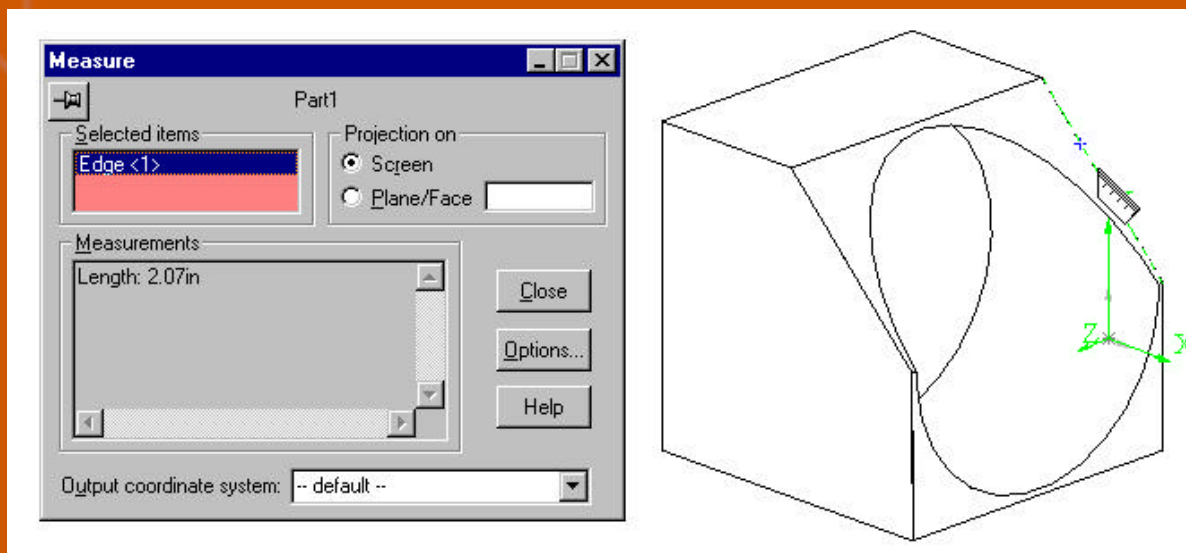 Measure
Part1
Selected items
Edge <1>
Projection on
Screen
Plane/Face
Measurements
Length: 2.07in
Close
Options...
Help
Output coordinate system: -- default --
Z
X